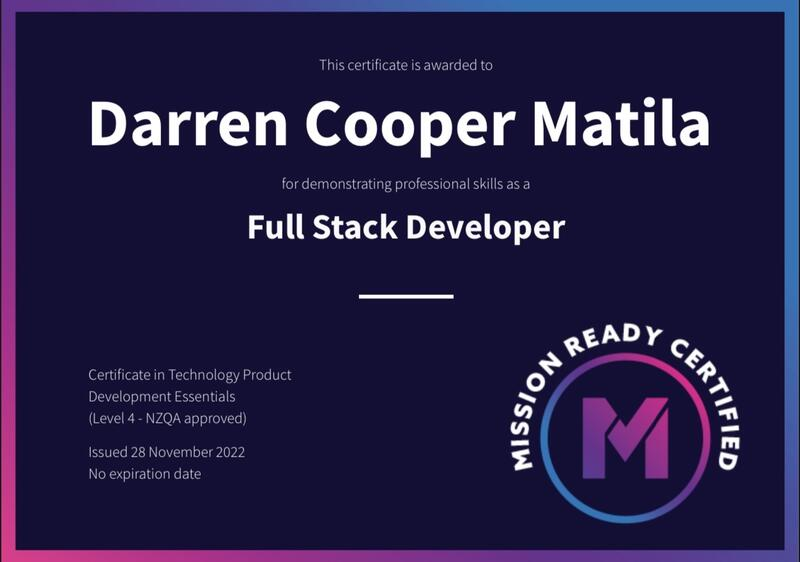 This certificate is awarded to
Darren Cooper Matila
for demonstrating professional skills as a
Full Stack Developer
Certificate in Technology Product
Development Essentials
(Level 4 - NZQA approved)
Issued 28 November 2022
No expiration date
MISSION READY CERTIFIED
M